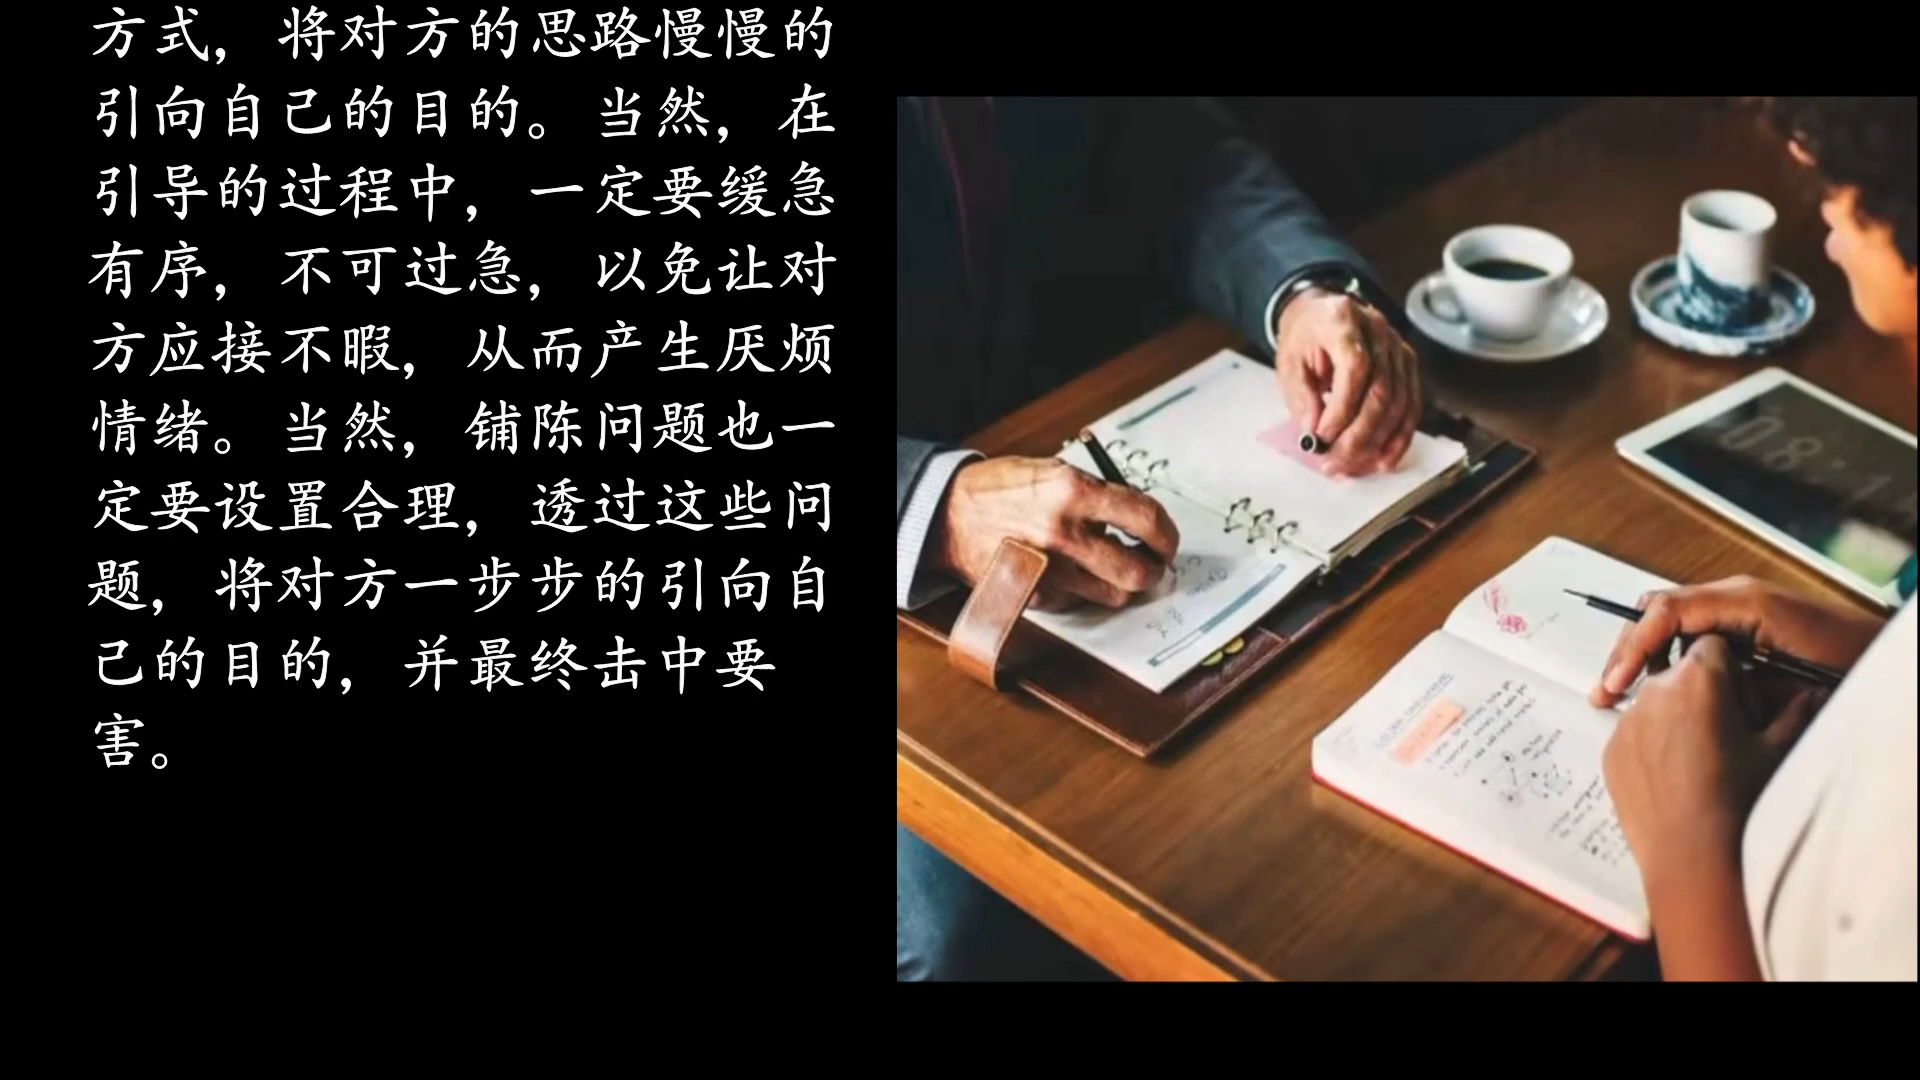 方式，将对方的思路慢慢的
引向自己的目的。当然，在
引导的过程中，一定要缓急
有序，不可过急，以免让对
方应接不暇，从而产生厌烦
情绪。当然，铺陈问题也一
定要设置合理，透过这些问
题，将对方一步步的引向自
己的目的，并最终击中要
害。